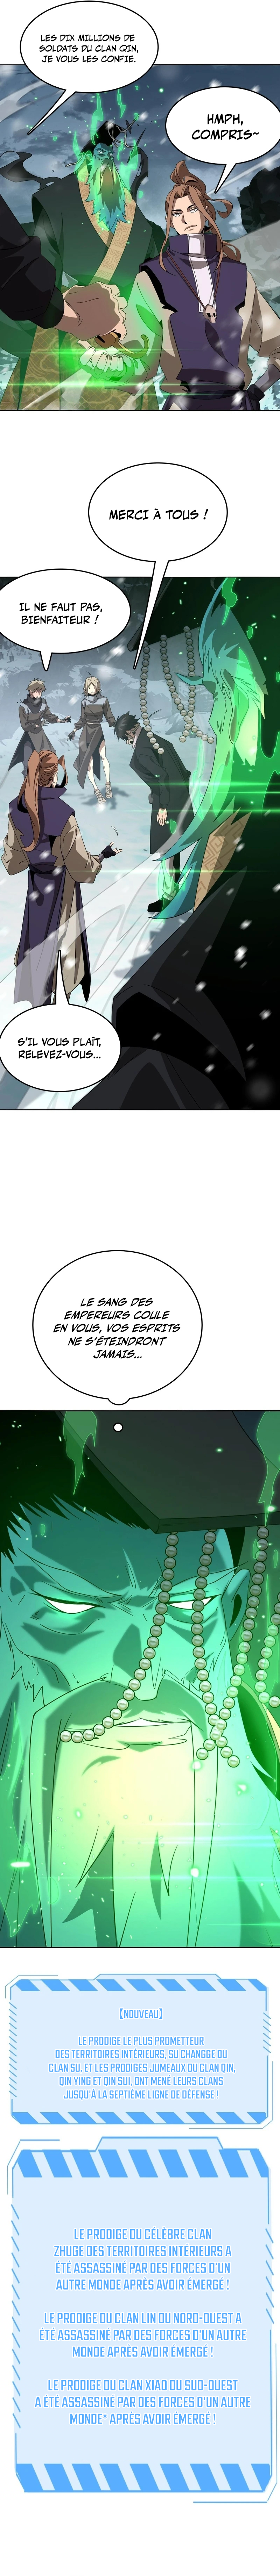 LES DIX MILLIONS DE
SOLDATS DU CLAN QIN,
JE VOUS LES CONFIE.
HMPH,
COMPRIS~
MERCI À TOUS !
IL NE FAUT PAS,
BIENFAITEUR !
S'IL VOUS PLAÎT,
RELEVEZ-VOUS...
LE SANG DES
EMPEREURS COULE
EN VOUS, VOS ESPRITS
NE S'ÉTEINDRONT
JAMAIS...
【NOUVEAU】
LE PRODIGE LE PLUS PROMETTEUR
DES TERRITOIRES INTÉRIEURS, SU CHANGGE DU
CLAN SU, ET LES PRODIGES JUMEAUX DU CLAN QIN,
QIN YING ET QIN SUI, ONT MENÉ LEURS CLANS
JUSQU'À LA SEPTIÈME LIGNE DE DÉFENSE !
LE PRODIGE DU CÉLÈBRE CLAN
ZHUGE DES TERRITOIRES INTÉRIEURS A
ÉTÉ ASSASSINÉ PAR DES FORCES D'UN
AUTRE MONDE APRÈS AVOIR ÉMERGÉ !
LE PRODIGE DU CLAN LIN DU NORD-OUEST A
ÉTÉ ASSASSINÉ PAR DES FORCES D'UN AUTRE
MONDE APRÈS AVOIR ÉMERGÉ !
LE PRODIGE DU CLAN XIAO DU SUD-OUEST
A ÉTÉ ASSASSINÉ PAR DES FORCES D'UN AUTRE
MONDE* APRÈS AVOIR ÉMERGÉ !